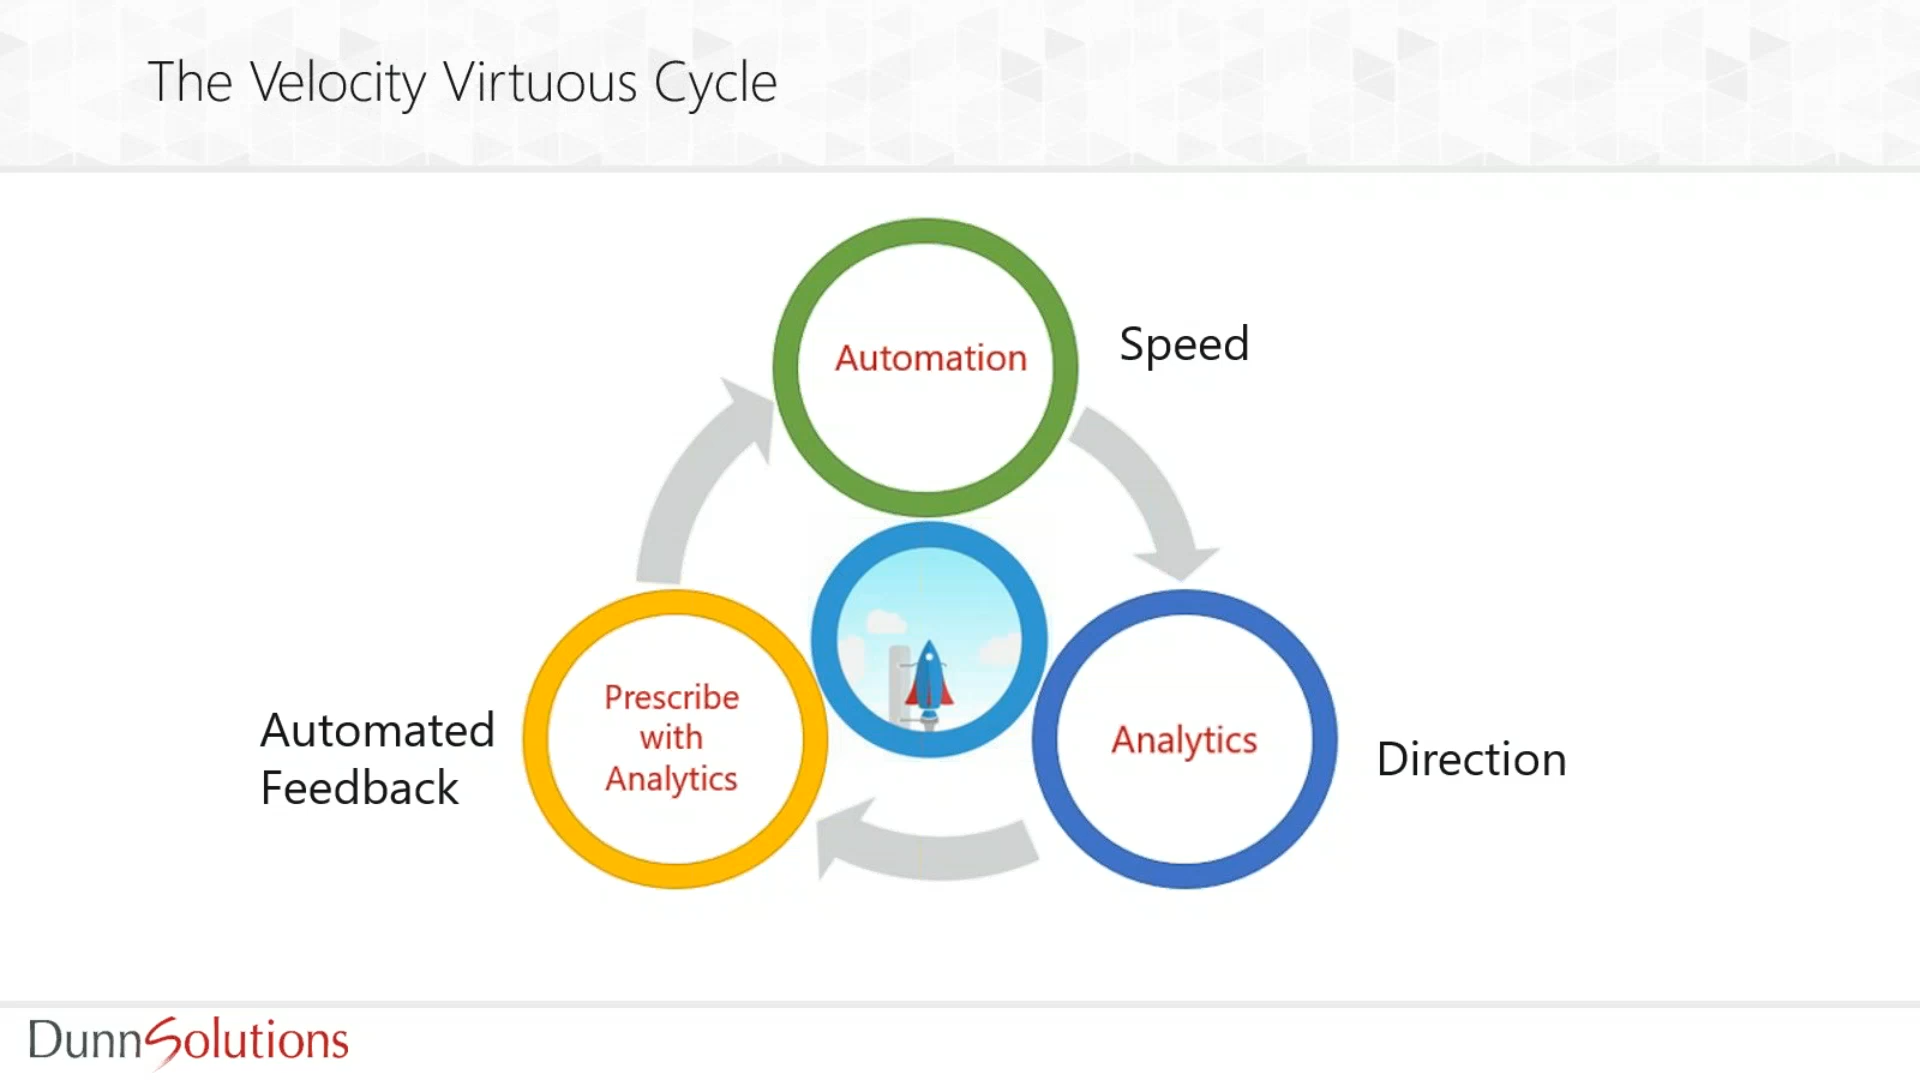 The Velocity Virtuous Cycle
Automation
Speed
Prescribe
with
Analytics
Automated
Feedback
Analytics
Direction
DunnSolutions